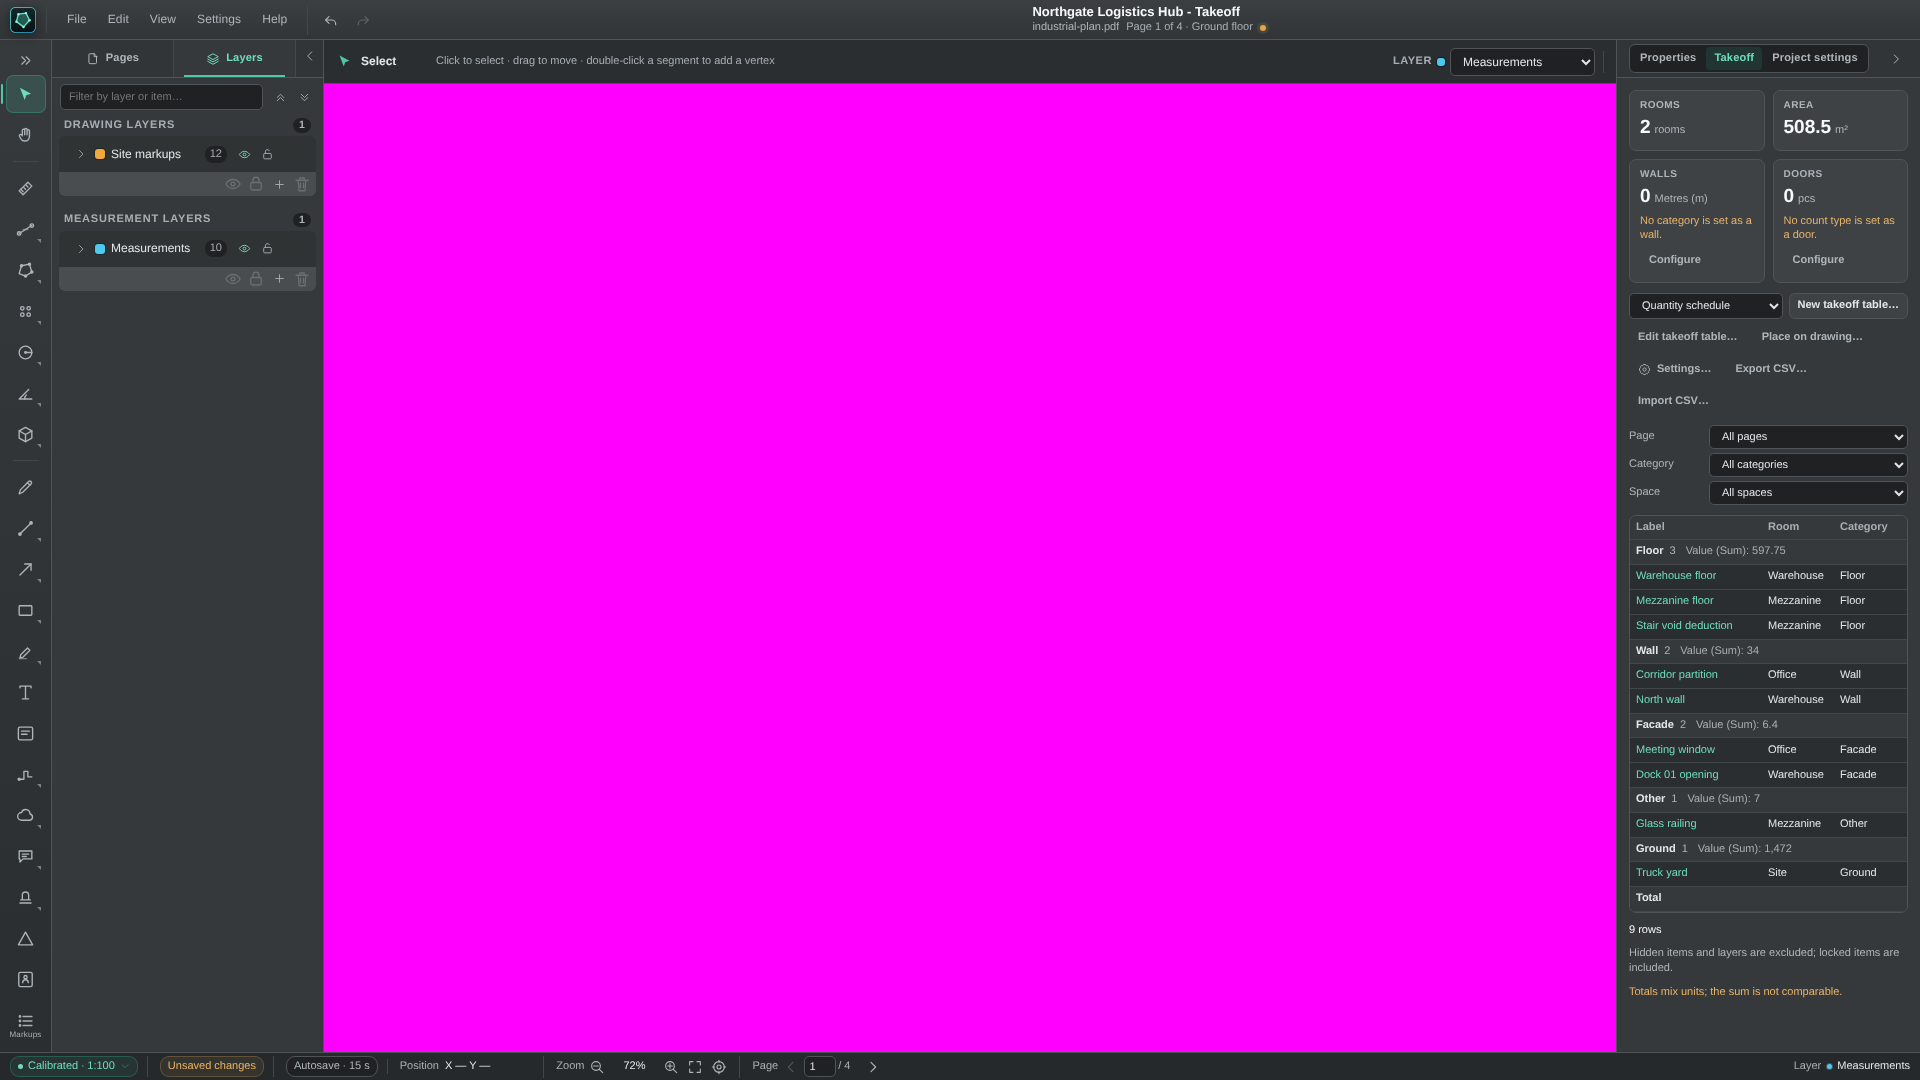 File Edit View Settings Help
Northgate Logistics Hub - Takeoff
industrial-plan.pdf Page 1 of 4 · Ground floor
Pages
Layers
Select
Click to select · drag to move · double-click a segment to add a vertex
LAYER Measurements
Properties Takeoff Project settings
Filter by layer or item…
DRAWING LAYERS 1
Site markups 12
MEASUREMENT LAYERS 1
Measurements 10
Markups
ROOMS
2 rooms
AREA
508.5 m²
WALLS
0 Metres (m)
No category is set as a
wall.
Configure
DOORS
0 pcs
No count type is set as
a door.
Configure
Quantity schedule
New takeoff table…
Edit takeoff table… Place on drawing…
Settings… Export CSV…
Import CSV…
Page All pages
Category All categories
Space All spaces
Label Room Category
Floor 3 Value (Sum): 597.75
Warehouse floor Warehouse Floor
Mezzanine floor Mezzanine Floor
Stair void deduction Mezzanine Floor
Wall 2 Value (Sum): 34
Corridor partition Office Wall
North wall Warehouse Wall
Facade 2 Value (Sum): 6.4
Meeting window Office Facade
Dock 01 opening Warehouse Facade
Other 1 Value (Sum): 7
Glass railing Mezzanine Other
Ground 1 Value (Sum): 1,472
Truck yard Site Ground
Total
9 rows
Hidden items and layers are excluded; locked items are
included.
Totals mix units; the sum is not comparable.
Calibrated · 1:100
Unsaved changes
Autosave · 15 s
Position X — Y —
Zoom 72%
Page 1 / 4
Layer Measurements